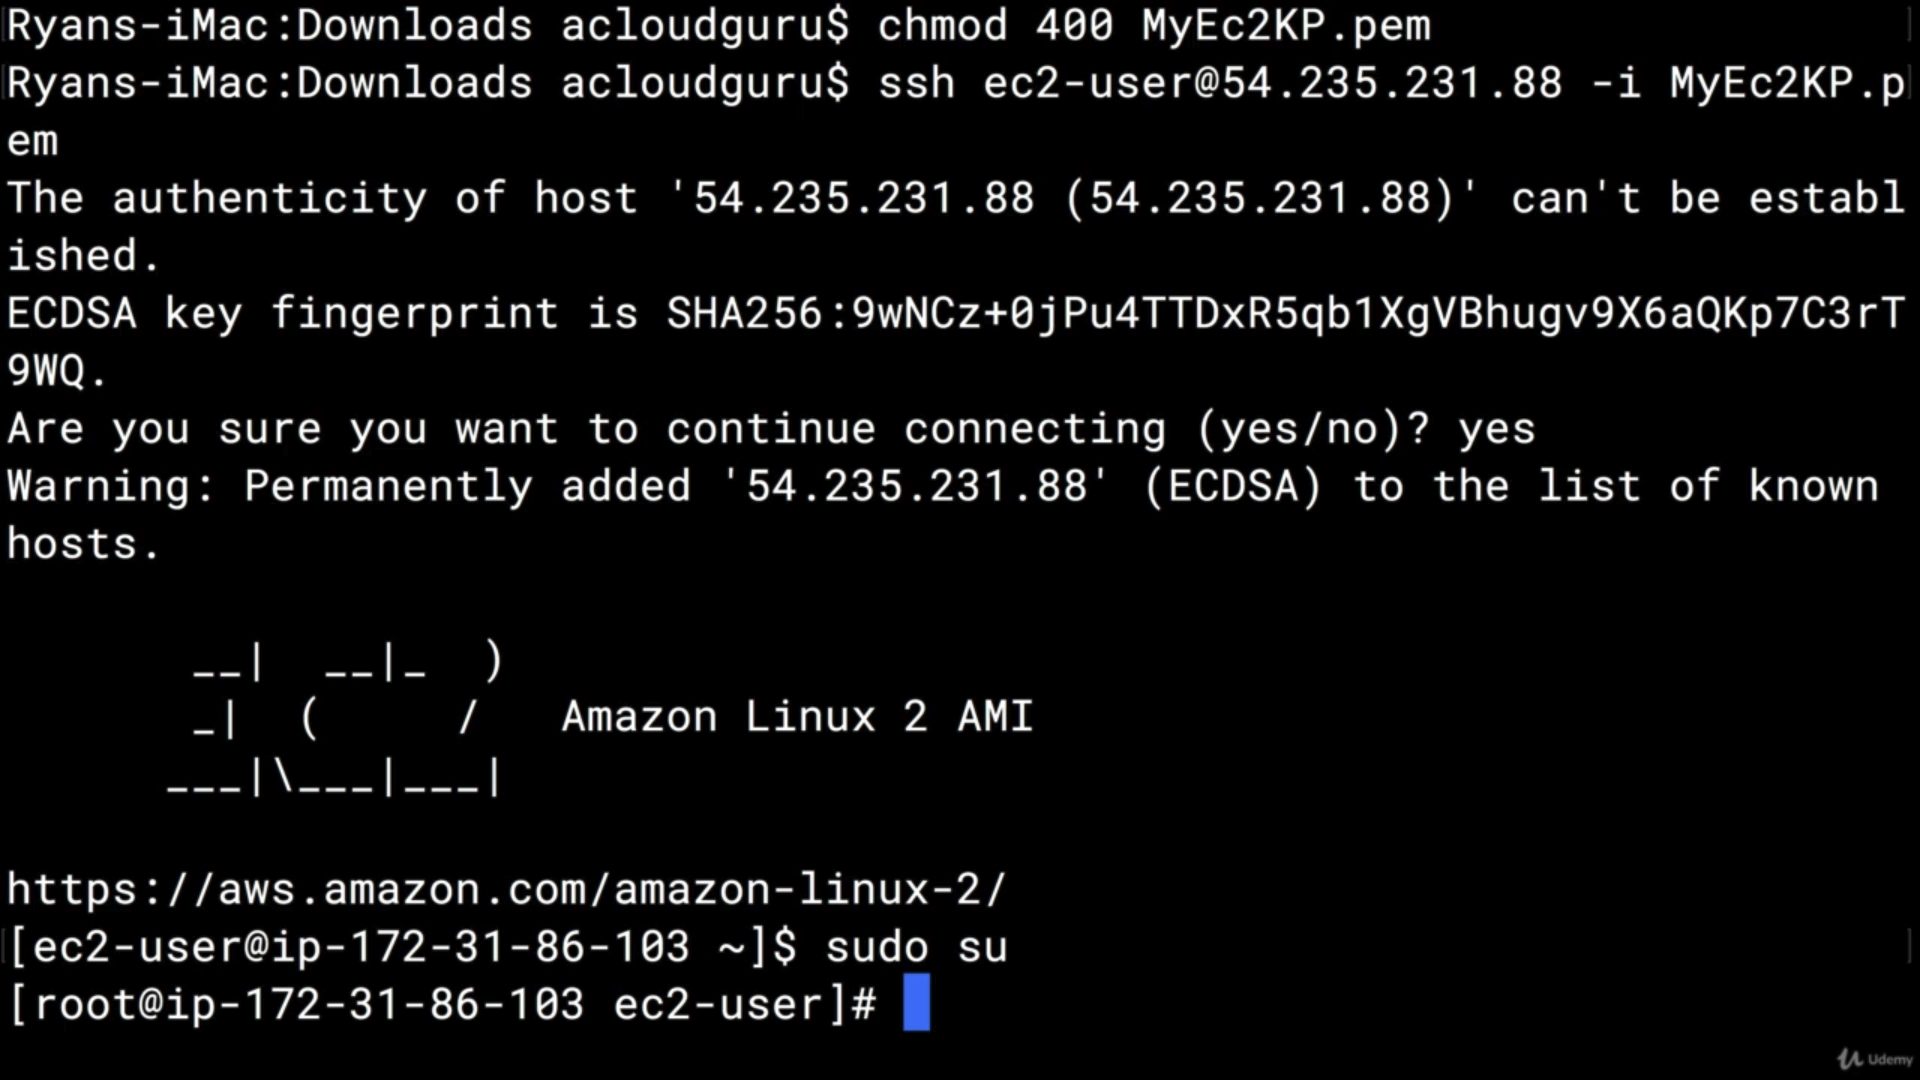 Ryans-iMac:Downloads acloudguru$ chmod 400 MyEc2KP.pem
Ryans-iMac:Downloads acloudguru$ ssh ec2-user@54.235.231.88 -i MyEc2KP.p
em
The authenticity of host '54.235.231.88 (54.235.231.88)' can't be establ
ished.
ECDSA key fingerprint is SHA256:9wNCz+0jPu4TTDxR5qb1XgVBhugv9X6aQKp7C3rT
9WQ.
Are you sure you want to continue connecting (yes/no)? yes
Warning: Permanently added '54.235.231.88' (ECDSA) to the list of known
hosts.
       __|  __|_  )
       _|  (     /   Amazon Linux 2 AMI
      ___|\___|___|
https://aws.amazon.com/amazon-linux-2/
[ec2-user@ip-172-31-86-103 ~]$ sudo su
[root@ip-172-31-86-103 ec2-user]#
Udemy